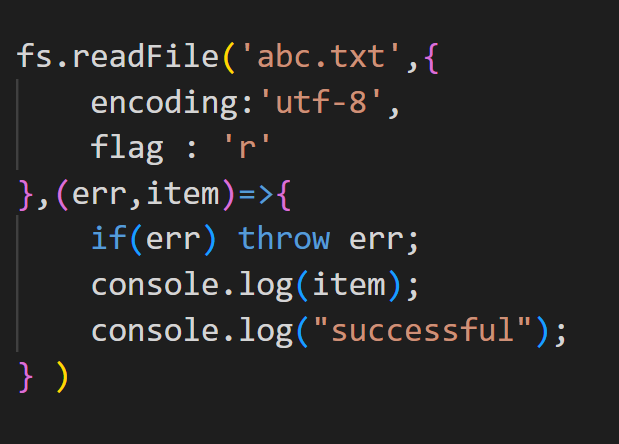 fs.readFile('abc.txt',{
    encoding:'utf-8',
    flag : 'r'
},(err,item)=>{
    if(err) throw err;
    console.log(item);
    console.log("successful");
} )